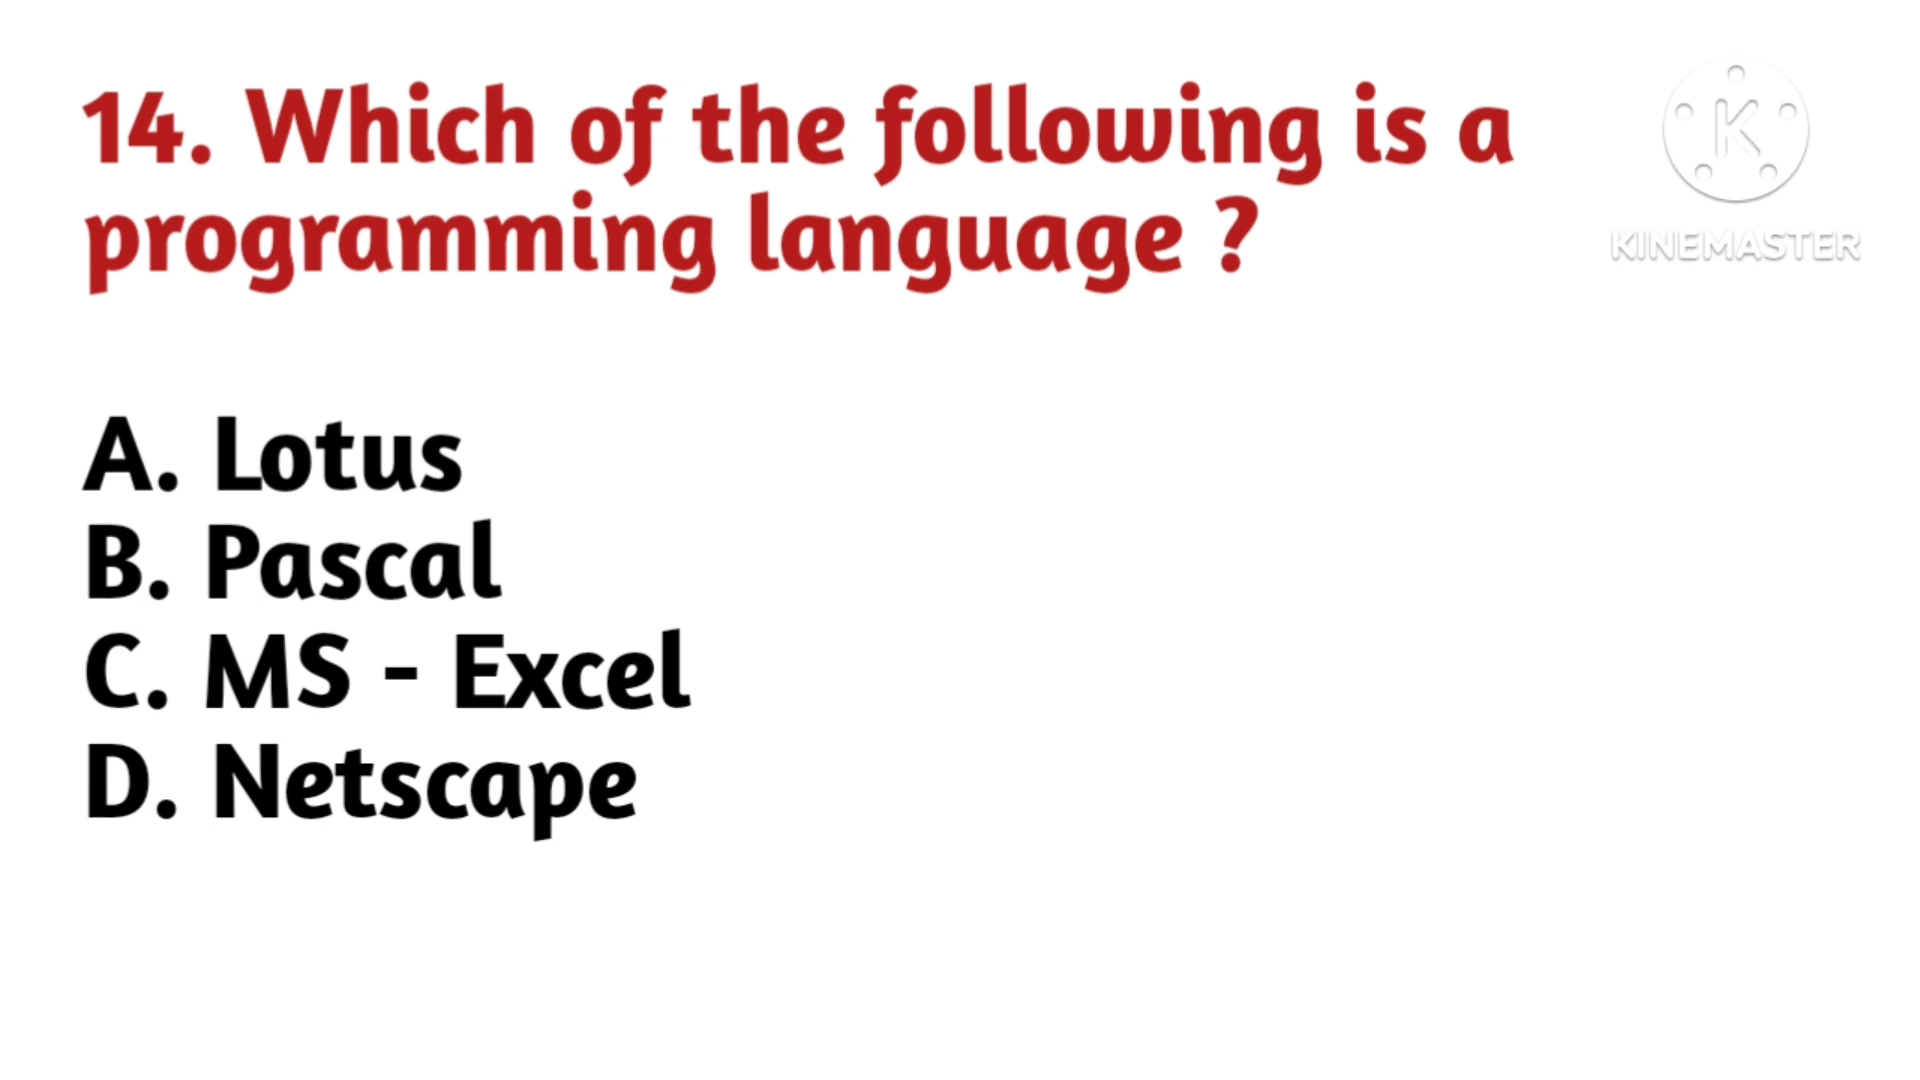 14. Which of the following is a
programming language ?
K
KINEMASTER
A. Lotus
B. Pascal
C. MS - Excel
D. Netscape